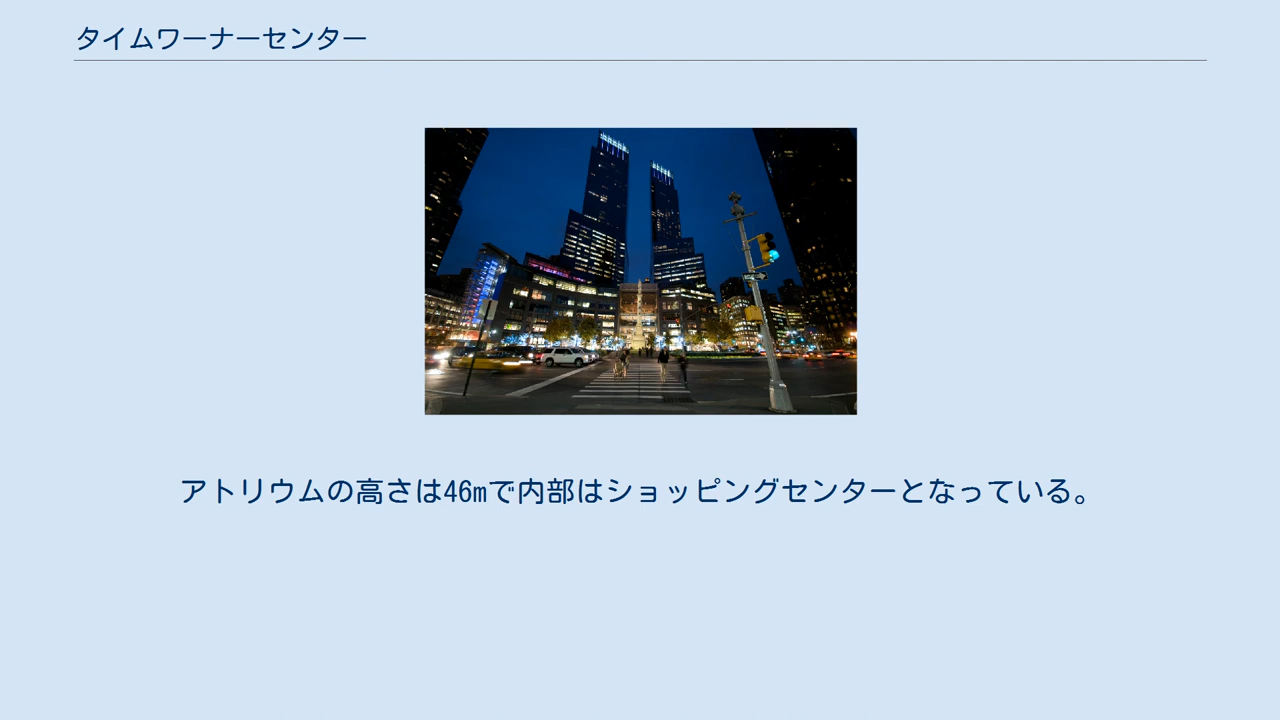 タイムワーナーセンター
アトリウムの高さは46mで内部はショッピングセンターとなっている。